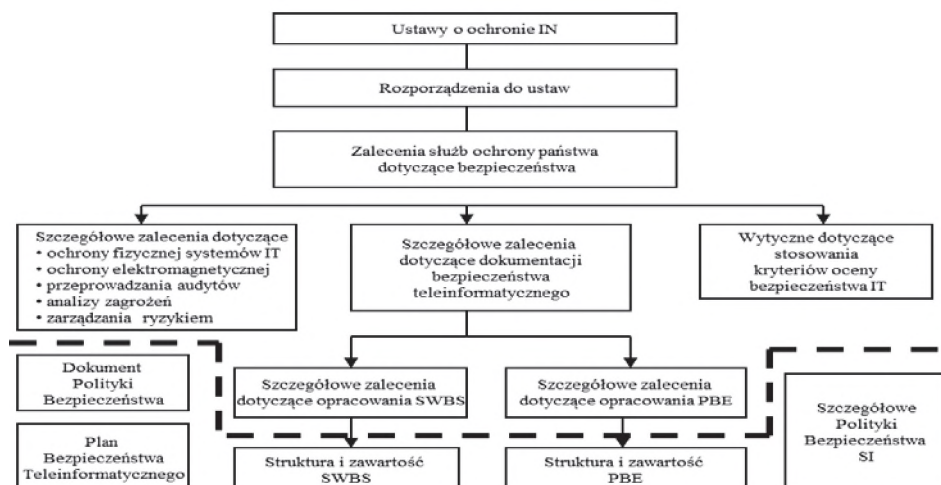 Ustawy o ochronie IN
Rozporządzenia do ustaw
Zalecenia służb ochrony państwa
dotyczące bezpieczeństwa
Szczegółowe zalecenia dotyczące
• ochrony fizycznej systemów IT
• ochrony elektromagnetycznej
• przeprowadzania audytów
• analizy zagrożeń
• zarządzania ryzykiem
Szczegółowe zalecenia
dotyczące dokumentacji
bezpieczeństwa
teleinformatycznego
Wytyczne dotyczące
stosowania
kryteriów oceny
bezpieczeństwa IT
Dokument
Polityki
Bezpieczeństwa
Szczegółowe zalecenia
dotyczące opracowania SWBS
Szczegółowe zalecenia
dotyczące opracowania PBE
Szczegółowe
Polityki
Bezpieczeństwa
SI
Plan
Bezpieczeństwa
Teleinformatycznego
Struktura i zawartość
SWBS
Struktura i zawartość
PBE